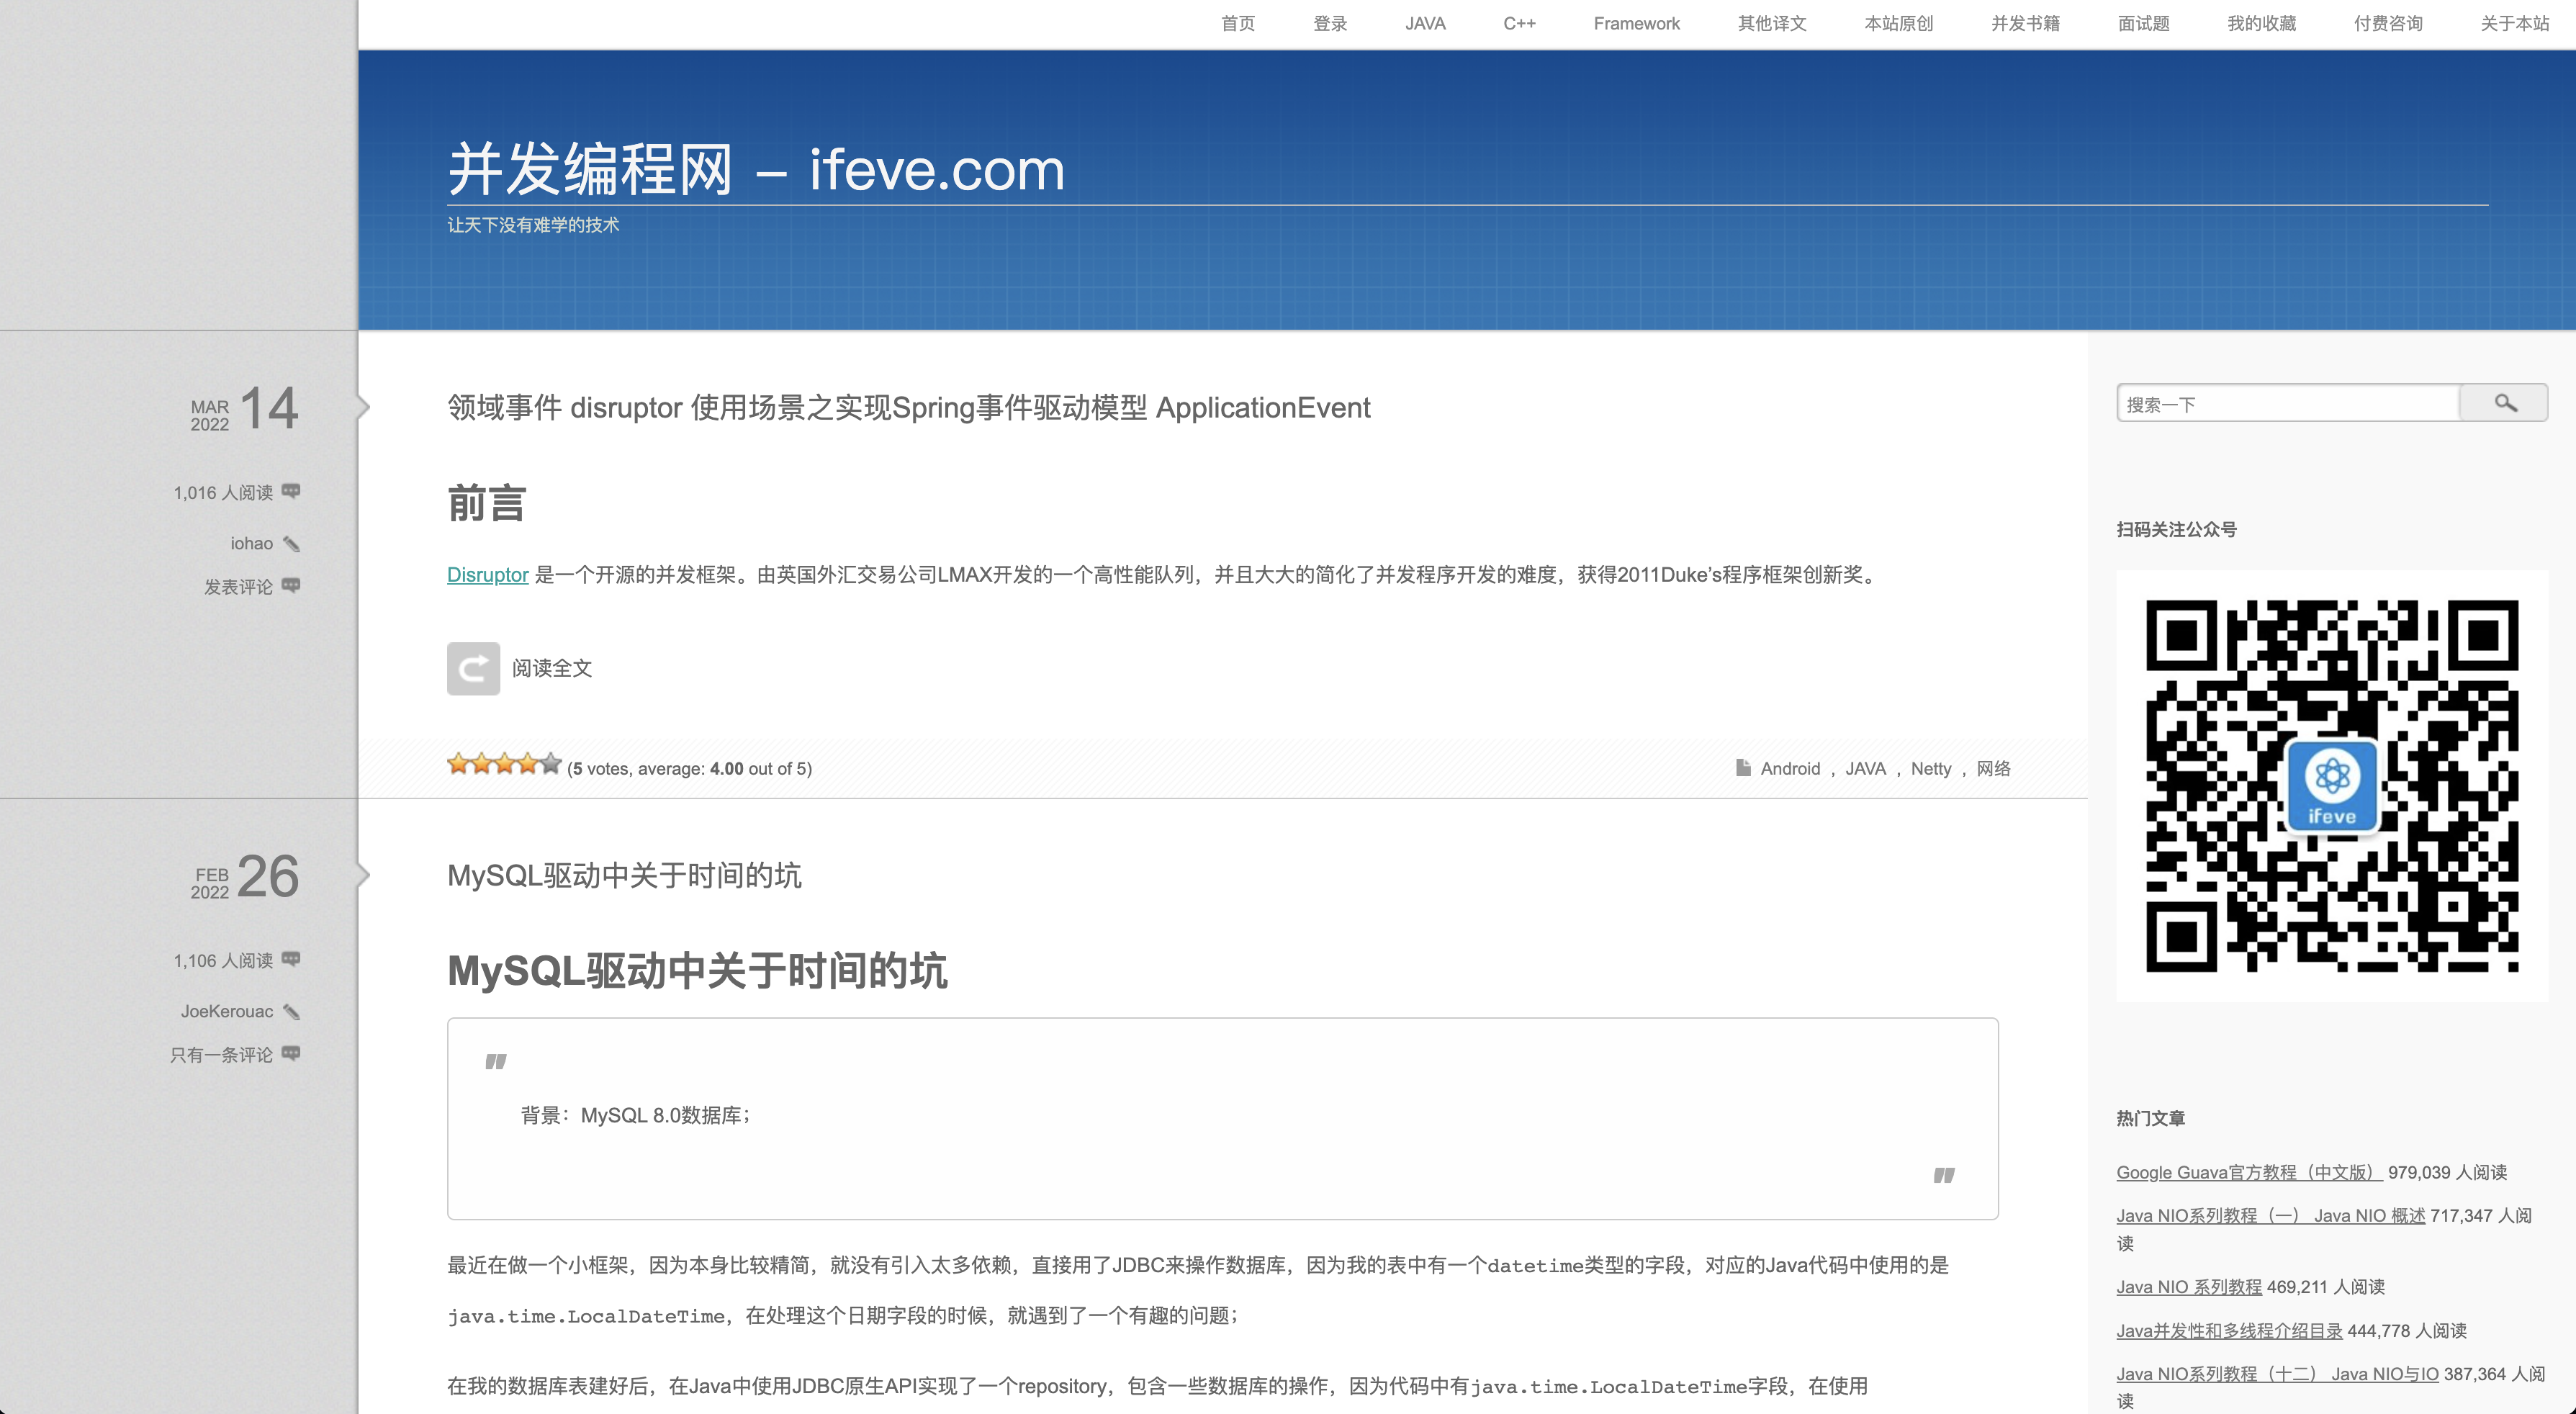 首页 登录 JAVA C++ Framework 其他译文 本站原创 并发书籍 面试题 我的收藏 付费咨询 关于本站
并发编程网 – ifeve.com
让天下没有难学的技术
MAR 2022 14
1,016 人阅读
iohao
发表评论
领域事件 disruptor 使用场景之实现Spring事件驱动模型 ApplicationEvent
前言
Disruptor 是一个开源的并发框架。由英国外汇交易公司LMAX开发的一个高性能队列，并且大大的简化了并发程序开发的难度，获得2011Duke’s程序框架创新奖。
阅读全文
(5 votes, average: 4.00 out of 5)
Android , JAVA , Netty , 网络
FEB 2022 26
1,106 人阅读
JoeKerouac
只有一条评论
MySQL驱动中关于时间的坑
MySQL驱动中关于时间的坑
背景：MySQL 8.0数据库；
最近在做一个小框架，因为本身比较精简，就没有引入太多依赖，直接用了JDBC来操作数据库，因为我的表中有一个datetime类型的字段，对应的Java代码中使用的是
java.time.LocalDateTime，在处理这个日期字段的时候，就遇到了一个有趣的问题；
在我的数据库表建好后，在Java中使用JDBC原生API实现了一个repository，包含一些数据库的操作，因为代码中有java.time.LocalDateTime字段，在使用
搜索一下
扫码关注公众号
ifeve
热门文章
Google Guava官方教程（中文版） 979,039 人阅读
Java NIO系列教程（一） Java NIO 概述 717,347 人阅
读
Java NIO 系列教程 469,211 人阅读
Java并发性和多线程介绍目录 444,778 人阅读
Java NIO系列教程（十二） Java NIO与IO 387,364 人阅
读